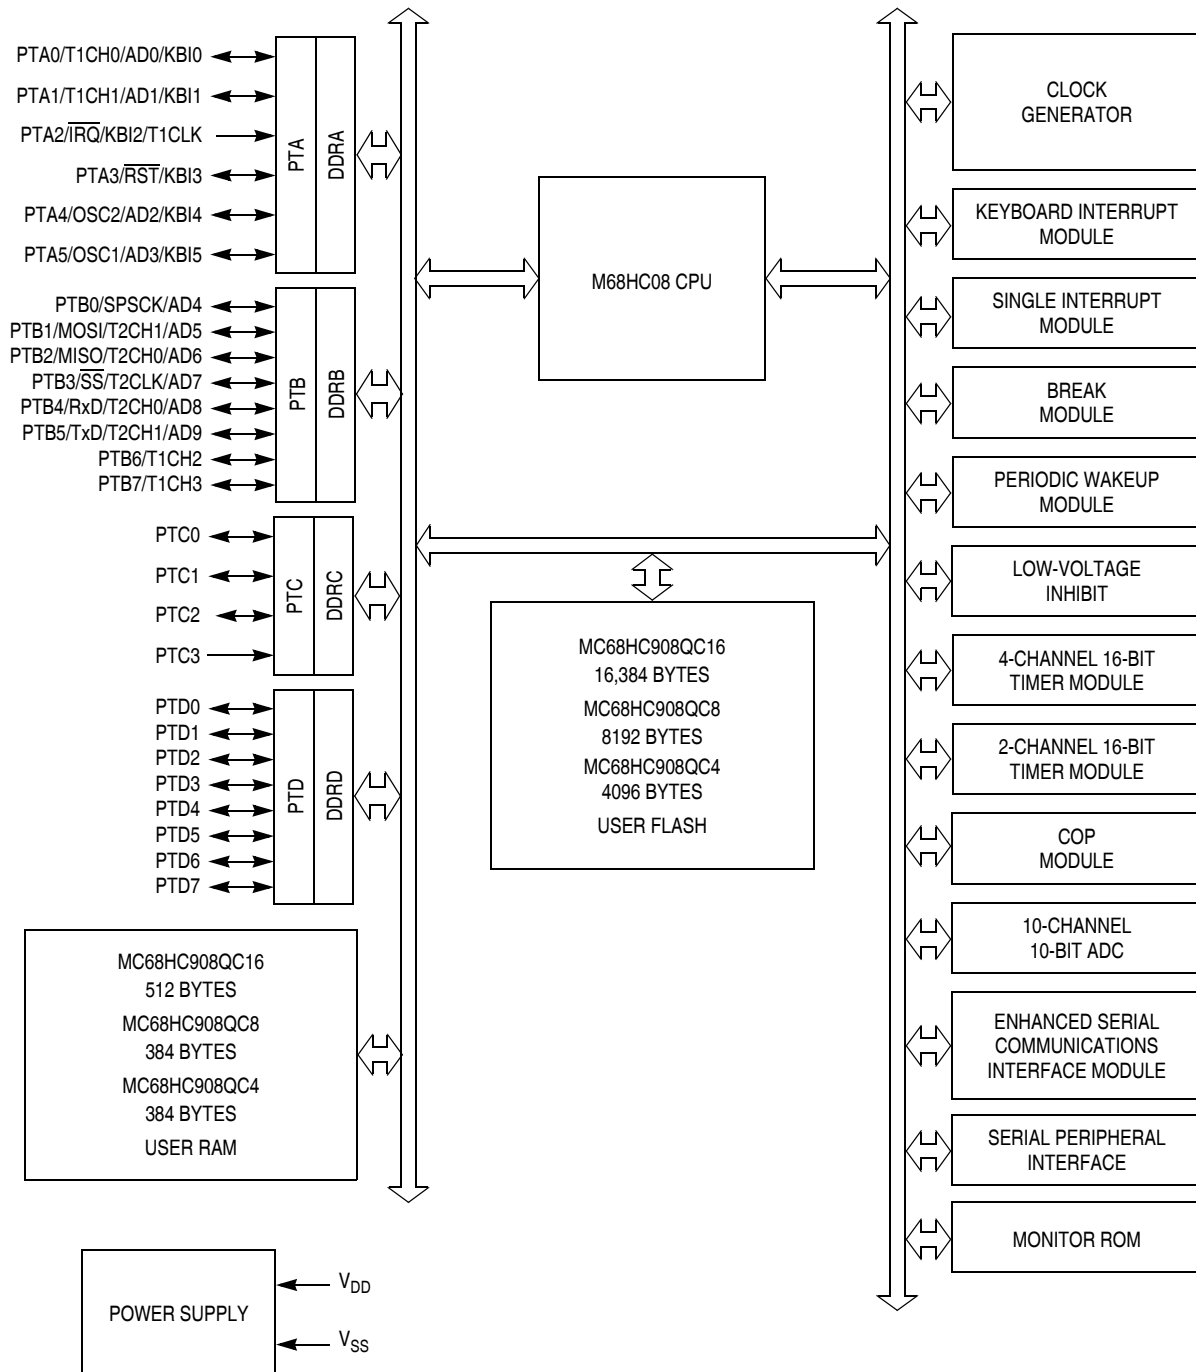 PTA0/T1CH0/AD0/KBI0
PTA1/T1CH1/AD1/KBI1
PTA2/IRQ/KBI2/T1CLK
PTA3/RST/KBI3
PTA4/OSC2/AD2/KBI4
PTA5/OSC1/AD3/KBI5
PTA
DDRA
PTB0/SPSCK/AD4
PTB1/MOSI/T2CH1/AD5
PTB2/MISO/T2CH0/AD6
PTB3/SS/T2CLK/AD7
PTB4/RxD/T2CH0/AD8
PTB5/TxD/T2CH1/AD9
PTB6/T1CH2
PTB7/T1CH3
PTB
DDRB
PTC0
PTC1
PTC2
PTC3
PTC
DDRC
PTD0
PTD1
PTD2
PTD3
PTD4
PTD5
PTD6
PTD7
PTD
DDRD
MC68HC908QC16
512 BYTES
MC68HC908QC8
384 BYTES
MC68HC908QC4
384 BYTES
USER RAM
POWER SUPPLY
VDD
VSS
M68HC08 CPU
MC68HC908QC16
16,384 BYTES
MC68HC908QC8
8192 BYTES
MC68HC908QC4
4096 BYTES
USER FLASH
CLOCK
GENERATOR
KEYBOARD INTERRUPT
MODULE
SINGLE INTERRUPT
MODULE
BREAK
MODULE
PERIODIC WAKEUP
MODULE
LOW-VOLTAGE
INHIBIT
4-CHANNEL 16-BIT
TIMER MODULE
2-CHANNEL 16-BIT
TIMER MODULE
COP
MODULE
10-CHANNEL
10-BIT ADC
ENHANCED SERIAL
COMMUNICATIONS
INTERFACE MODULE
SERIAL PERIPHERAL
INTERFACE
MONITOR ROM